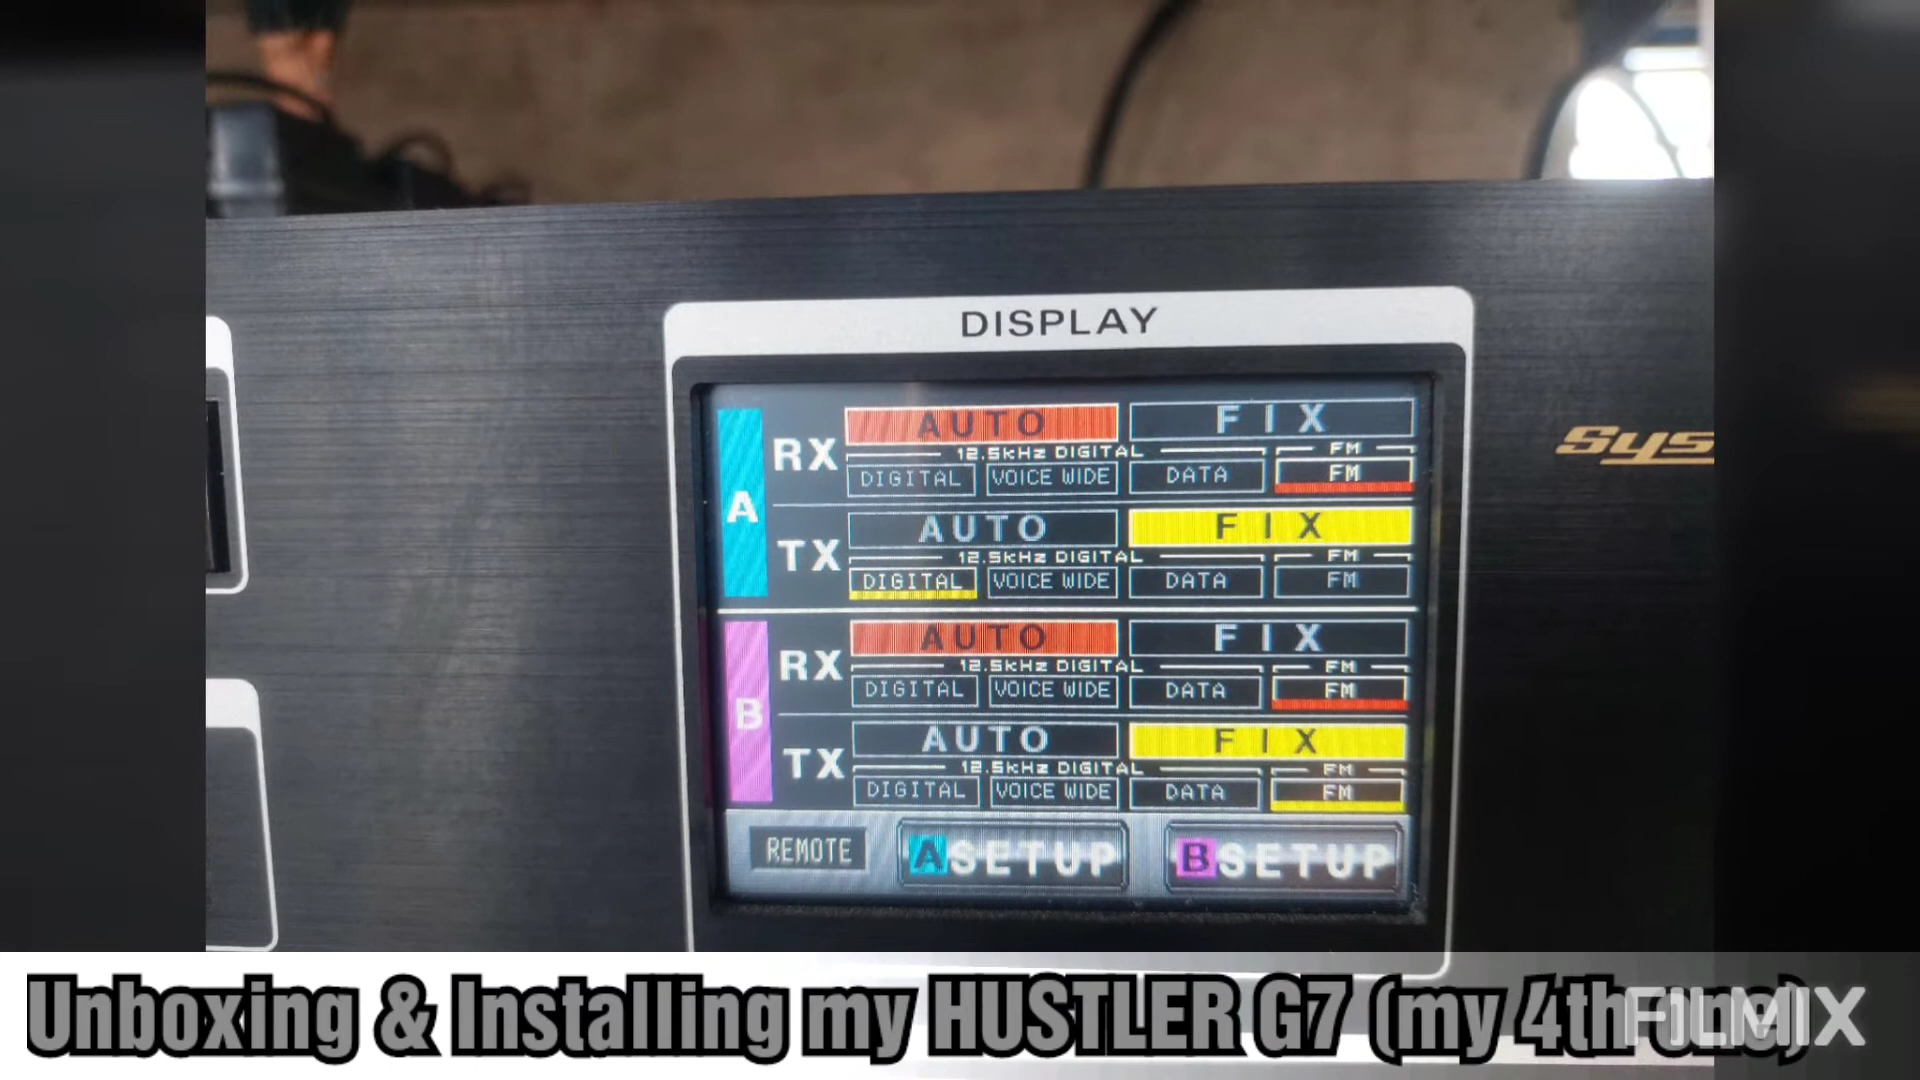 DISPLAY
A RX AUTO FIX
12.5kHz DIGITAL FM
DIGITAL VOICE WIDE DATA FM
TX AUTO FIX
12.5kHz DIGITAL FM
DIGITAL VOICE WIDE DATA FM
B RX AUTO FIX
12.5kHz DIGITAL FM
DIGITAL VOICE WIDE DATA FM
TX AUTO FIX
12.5kHz DIGITAL FM
DIGITAL VOICE WIDE DATA FM
REMOTE A SETUP B SETUP
Sys
Unboxing & Installing my HUSTLER G7 (my 4th one)
FILMIX